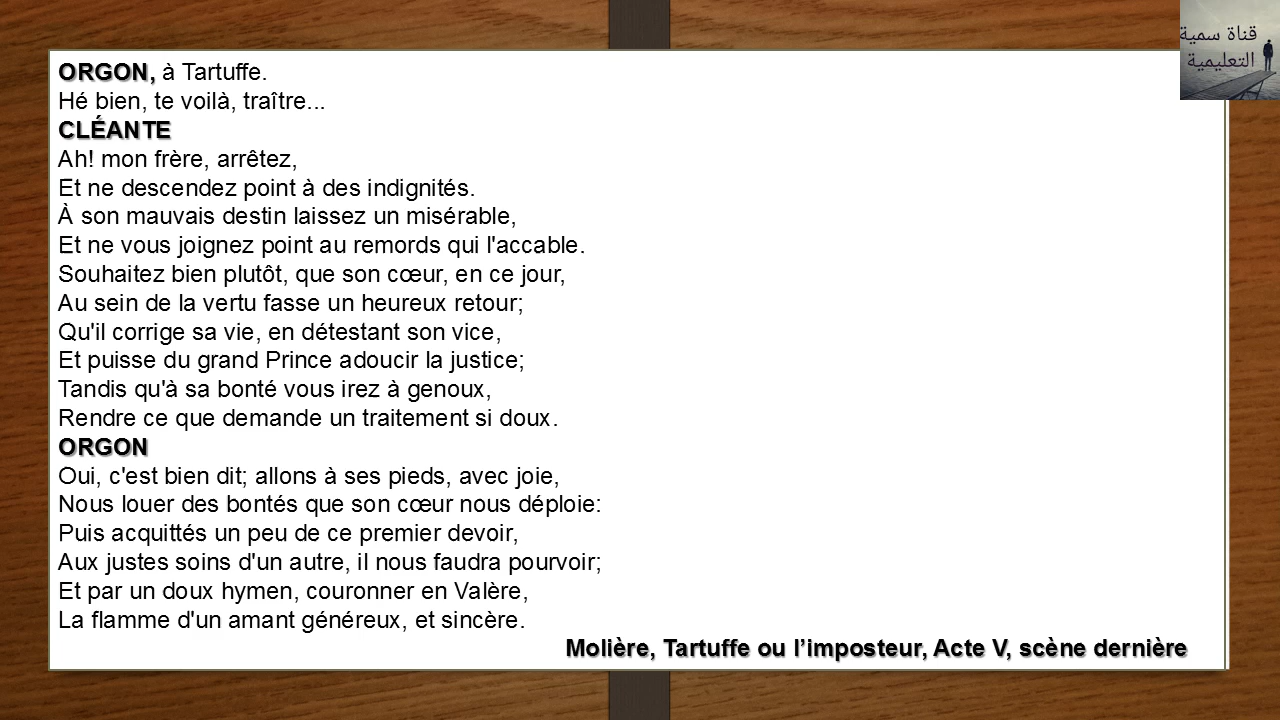 قناة سمية
التعليمية
ORGON, à Tartuffe.
Hé bien, te voilà, traître...
CLÉANTE
Ah! mon frère, arrêtez,
Et ne descendez point à des indignités.
À son mauvais destin laissez un misérable,
Et ne vous joignez point au remords qui l'accable.
Souhaitez bien plutôt, que son cœur, en ce jour,
Au sein de la vertu fasse un heureux retour;
Qu'il corrige sa vie, en détestant son vice,
Et puisse du grand Prince adoucir la justice;
Tandis qu'à sa bonté vous irez à genoux,
Rendre ce que demande un traitement si doux.
ORGON
Oui, c'est bien dit; allons à ses pieds, avec joie,
Nous louer des bontés que son cœur nous déploie:
Puis acquittés un peu de ce premier devoir,
Aux justes soins d'un autre, il nous faudra pourvoir;
Et par un doux hymen, couronner en Valère,
La flamme d'un amant généreux, et sincère.
Molière, Tartuffe ou l’imposteur, Acte V, scène dernière